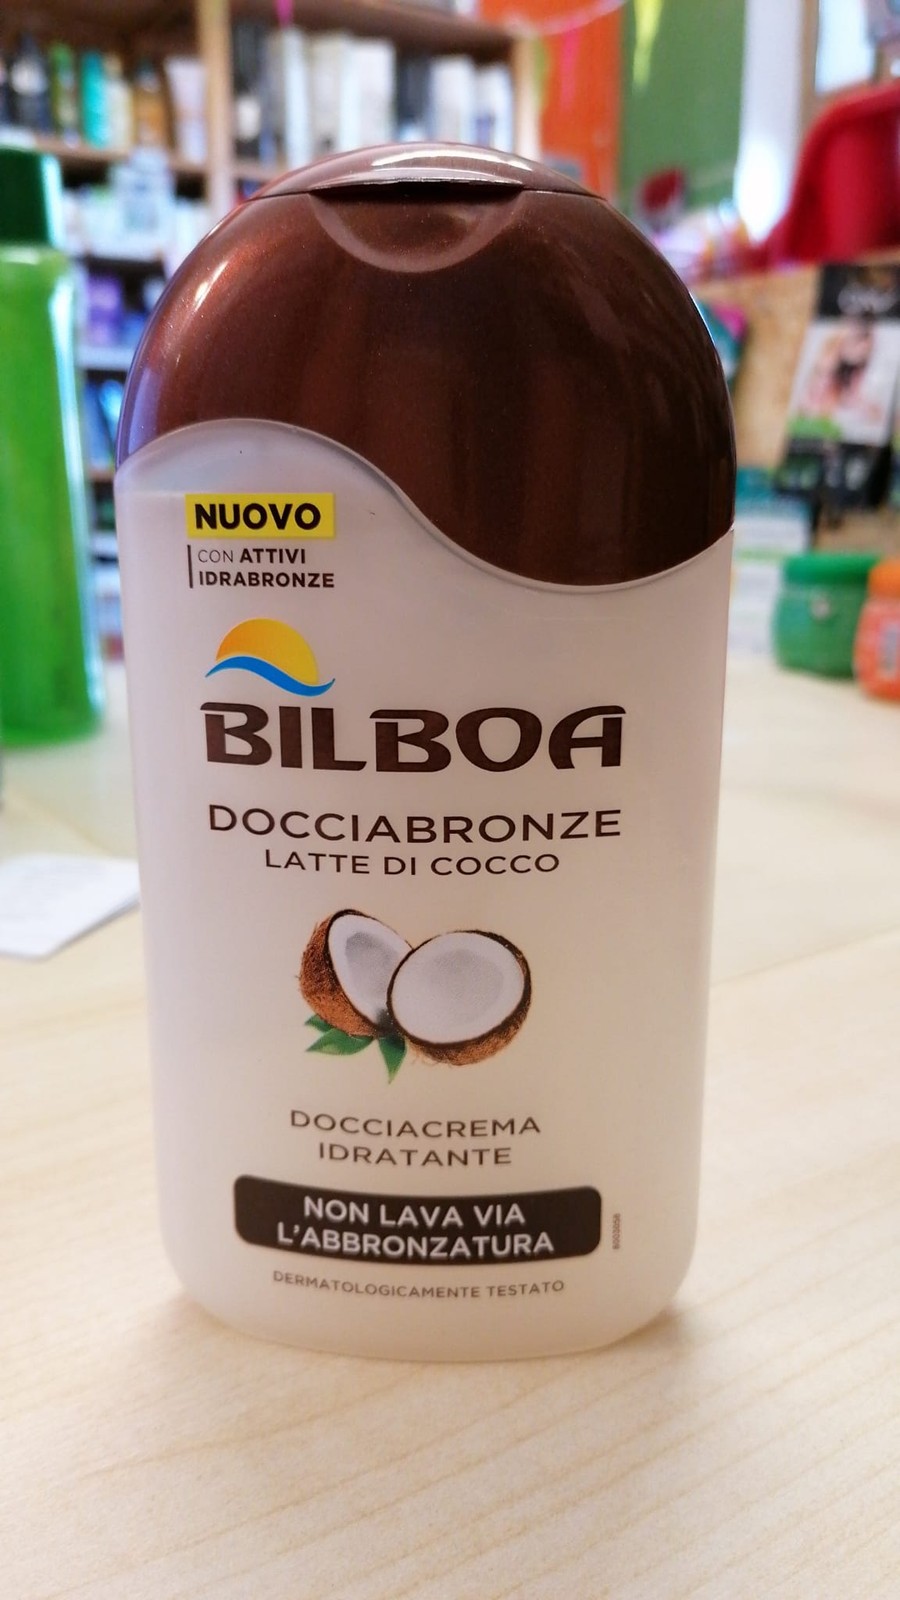 NUOVO
CON ATTIVI
IDRABRONZE
BILBOA
DOCCIABRONZE
LATTE DI COCCO
DOCCIACREMA
IDRATANTE
NON LAVA VIA
L'ABBRONZATURA
DERMATOLOGICAMENTE TESTATO